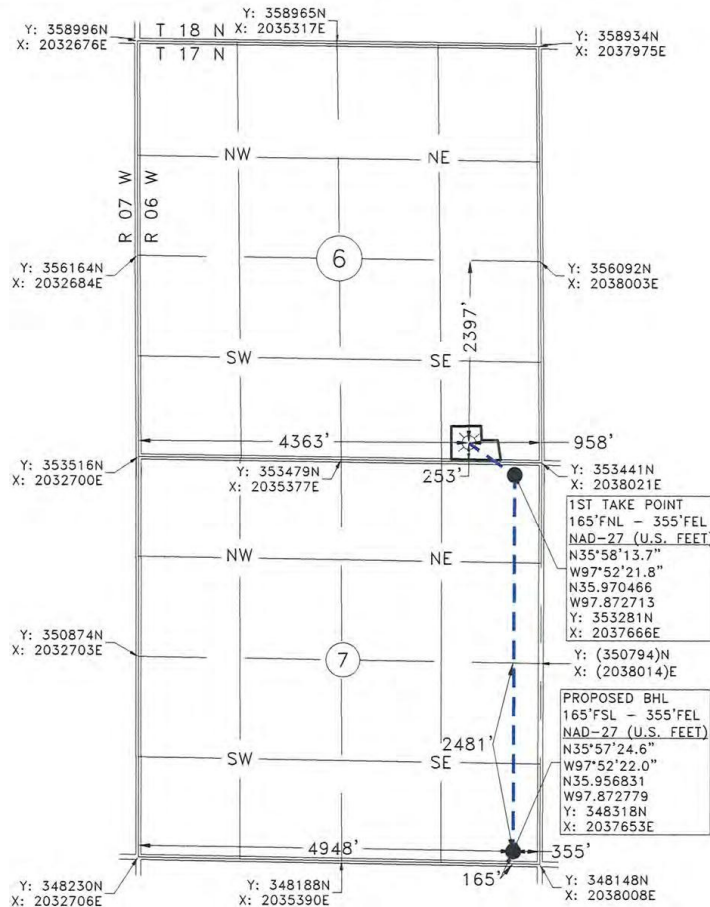 Y: 358996N
X: 2032676E
T 18 N
T 17 N
Y: 358965N
X: 2035317E
Y: 358934N
X: 2037975E
R 07 W
R 06 W
NW
NE
6
Y: 356164N
X: 2032684E
Y: 356092N
X: 2038003E
2397'
SW
SE
4363'
958'
253'
Y: 353516N
X: 2032700E
Y: 353479N
X: 2035377E
Y: 353441N
X: 2038021E
1ST TAKE POINT
165'FNL - 355'FEL
NAD-27 (U.S. FEET)
N35°58'13.7"
W97°52'21.8"
N35.970466
W97.872713
Y: 353281N
X: 2037666E
NW
NE
Y: 350874N
X: 2032703E
7
Y: (350794)N
X: (2038014)E
PROPOSED BHL
165'FSL - 355'FEL
NAD-27 (U.S. FEET)
N35°57'24.6"
W97°52'22.0"
N35.956831
W97.872779
Y: 348318N
X: 2037653E
2481'
SW
SE
4948'
355'
165'
Y: 348230N
X: 2032706E
Y: 348188N
X: 2035390E
Y: 348148N
X: 2038008E